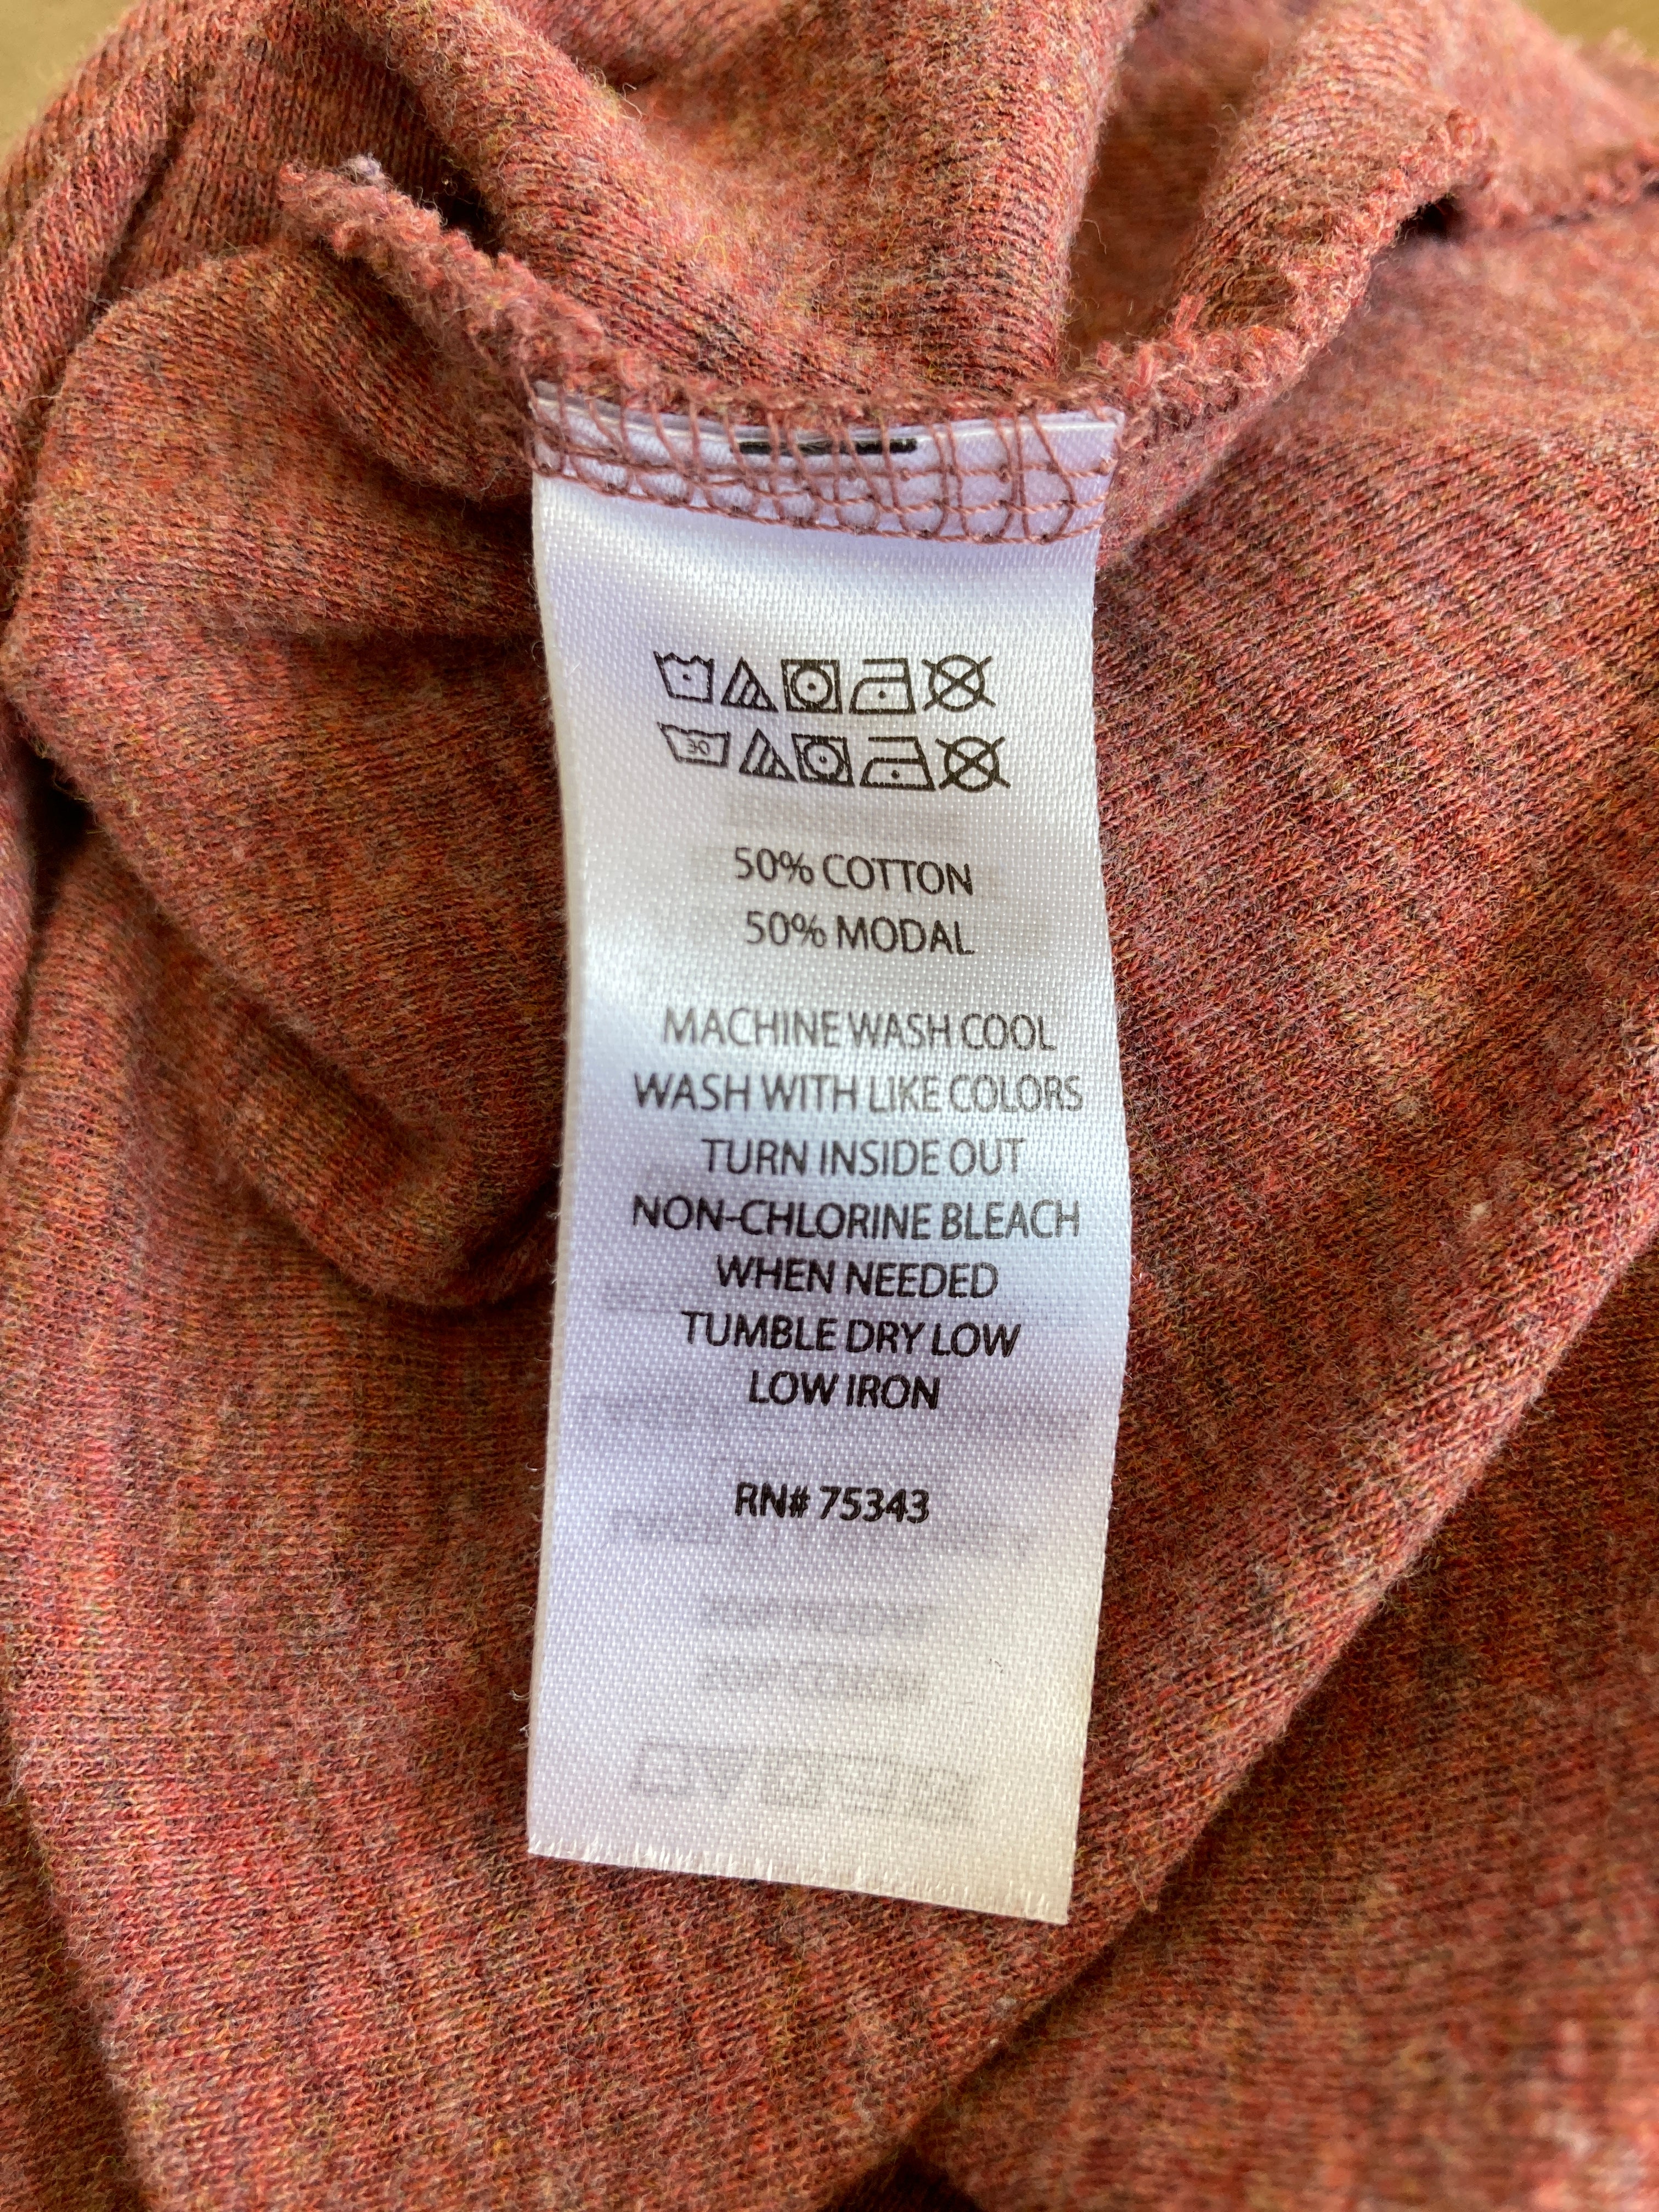 30
50% COTTON
50% MODAL
MACHINE WASH COOL
WASH WITH LIKE COLORS
TURN INSIDE OUT
NON-CHLORINE BLEACH
WHEN NEEDED
TUMBLE DRY LOW
LOW IRON
RN# 75343